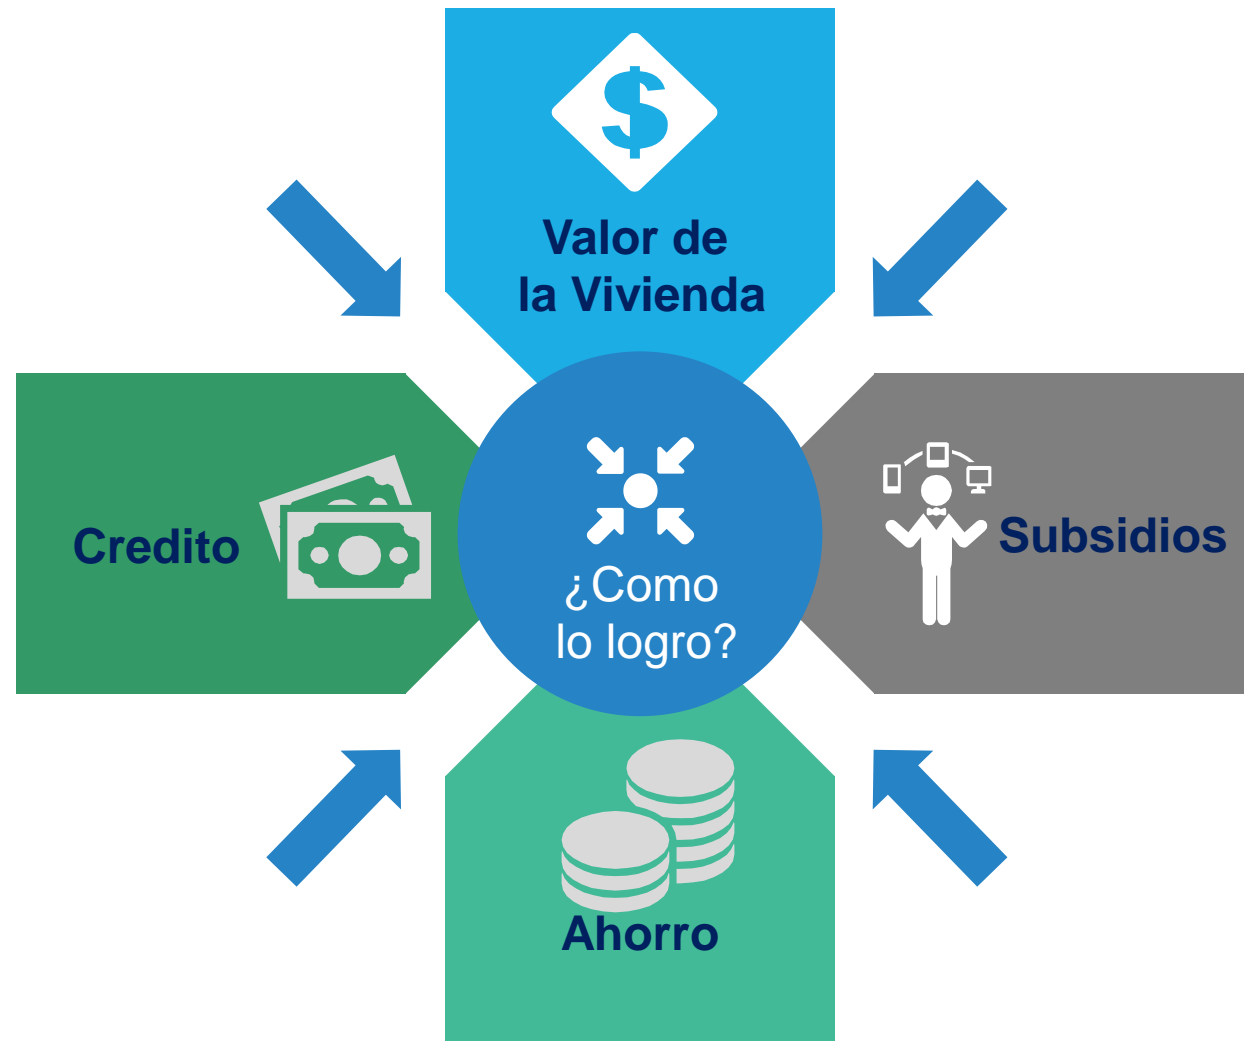 Valor de
la Vivienda
Credito
¿Como
lo logro?
Subsidios
Ahorro